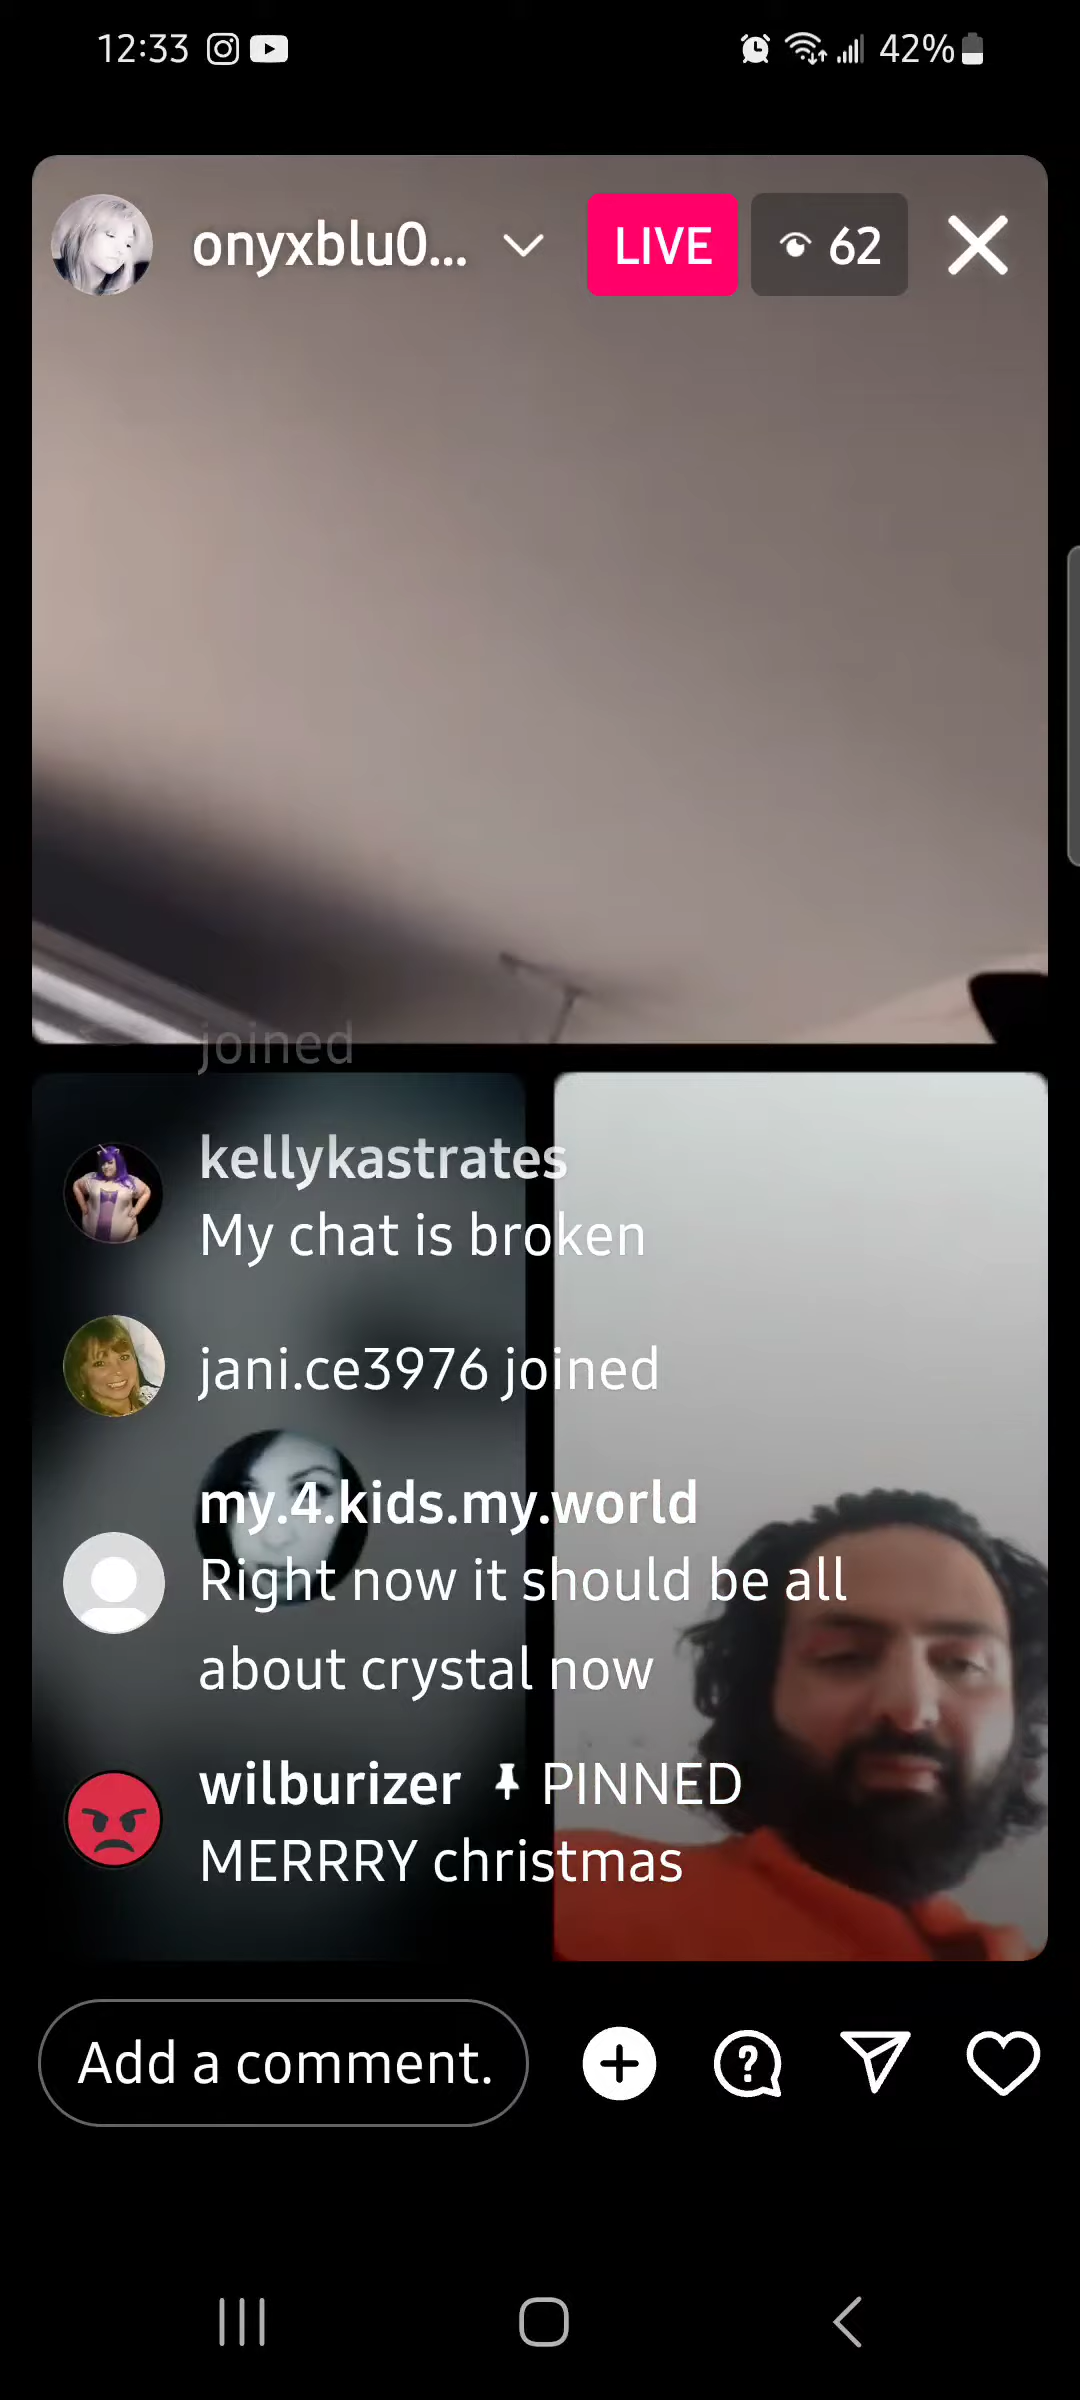 12:33 42%
onyxblu0... LIVE 62
joined
kellykastrates
My chat is broken
jani.ce3976 joined
my.4.kids.my.world
Right now it should be all
about crystal now
wilburizer PINNED
MERRRY christmas
Add a comment.